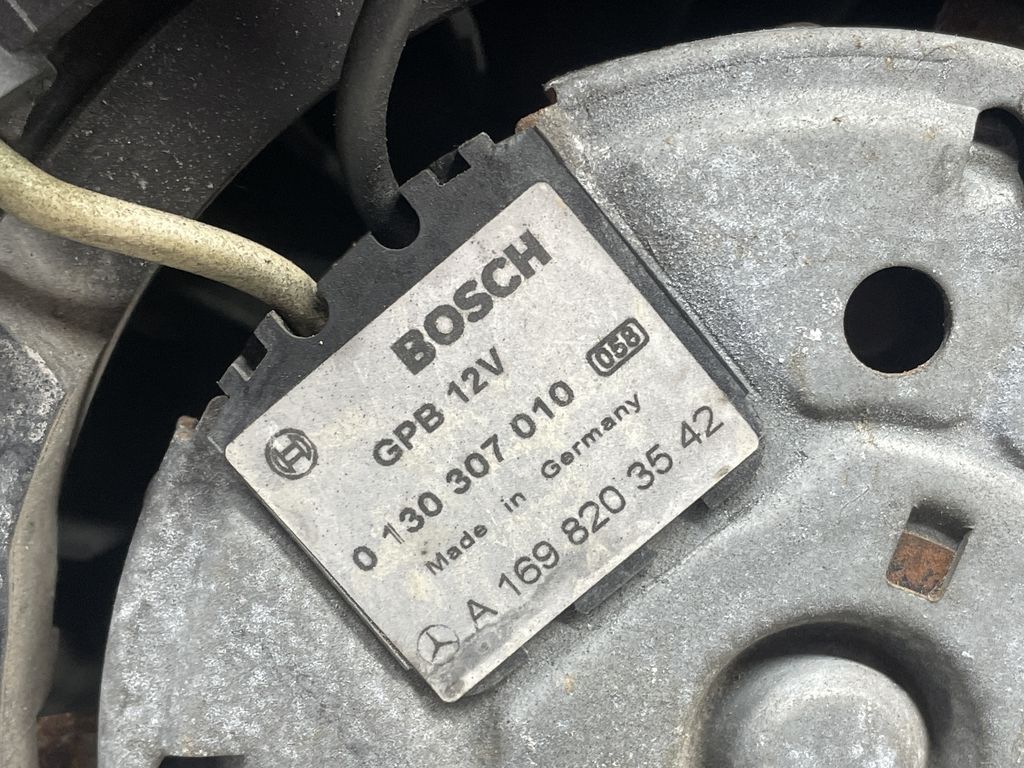 BOSCH
GPB 12V
0 130 307 010 058
Made in Germany
A 169 820 35 42